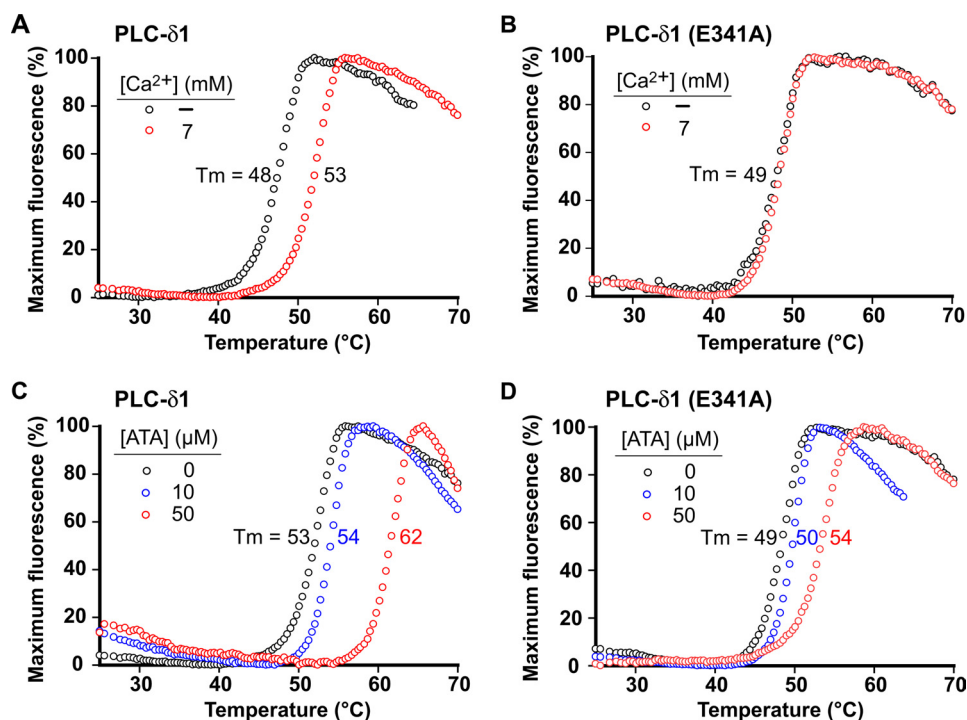 A
PLC-δ1
Maximum fluorescence (%)
100
80
60
40
20
0
[Ca2+] (mM)
–
7
Tm = 48
53
30 40 50 60 70
Temperature (°C)
B
PLC-δ1 (E341A)
Maximum fluorescence (%)
100
80
60
40
20
0
[Ca2+] (mM)
–
7
Tm = 49
30 40 50 60 70
Temperature (°C)
C
PLC-δ1
Maximum fluorescence (%)
100
80
60
40
20
0
[ATA] (µM)
0
10
50
Tm = 53 54 62
30 40 50 60 70
Temperature (°C)
D
PLC-δ1 (E341A)
Maximum fluorescence (%)
100
80
60
40
20
0
[ATA] (µM)
0
10
50
Tm = 49 50 54
30 40 50 60 70
Temperature (°C)